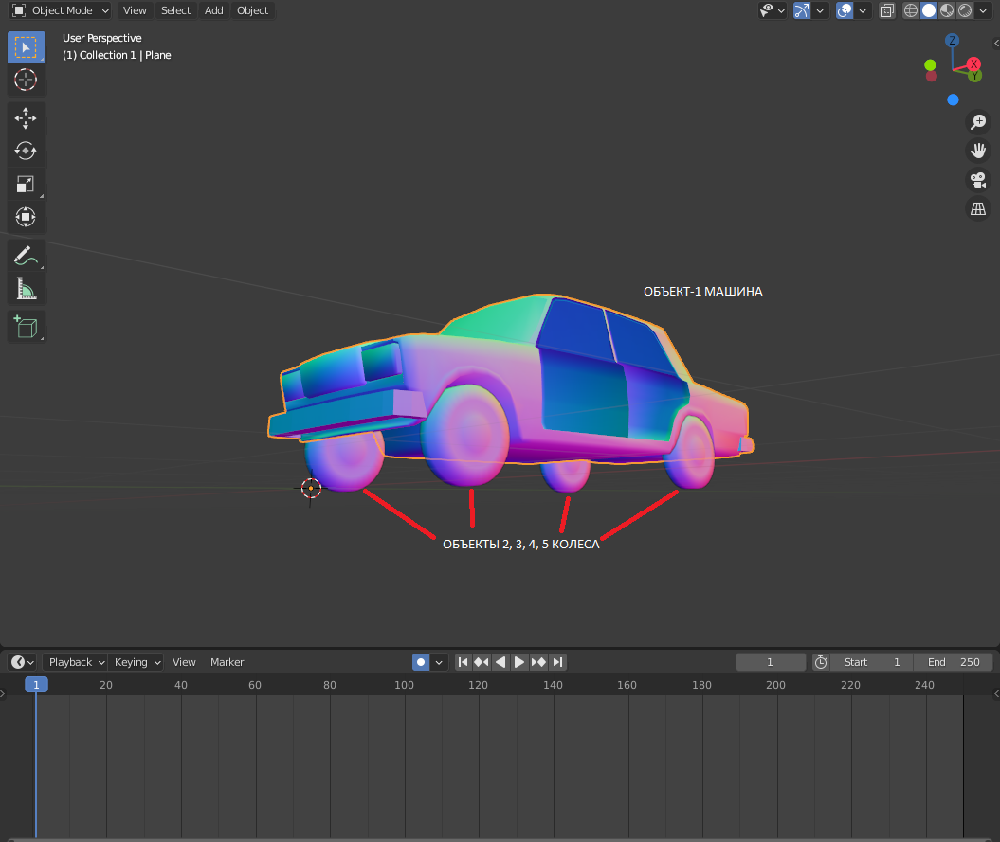 Object Mode View Select Add Object
User Perspective
(1) Collection 1 | Plane
Z
X
Y
ОБЪЕКТ-1 МАШИНА
ОБЪЕКТЫ 2, 3, 4, 5 КОЛЕСА
Playback Keying View Marker 1 Start 1 End 250
1 20 40 60 80 100 120 140 160 180 200 220 240